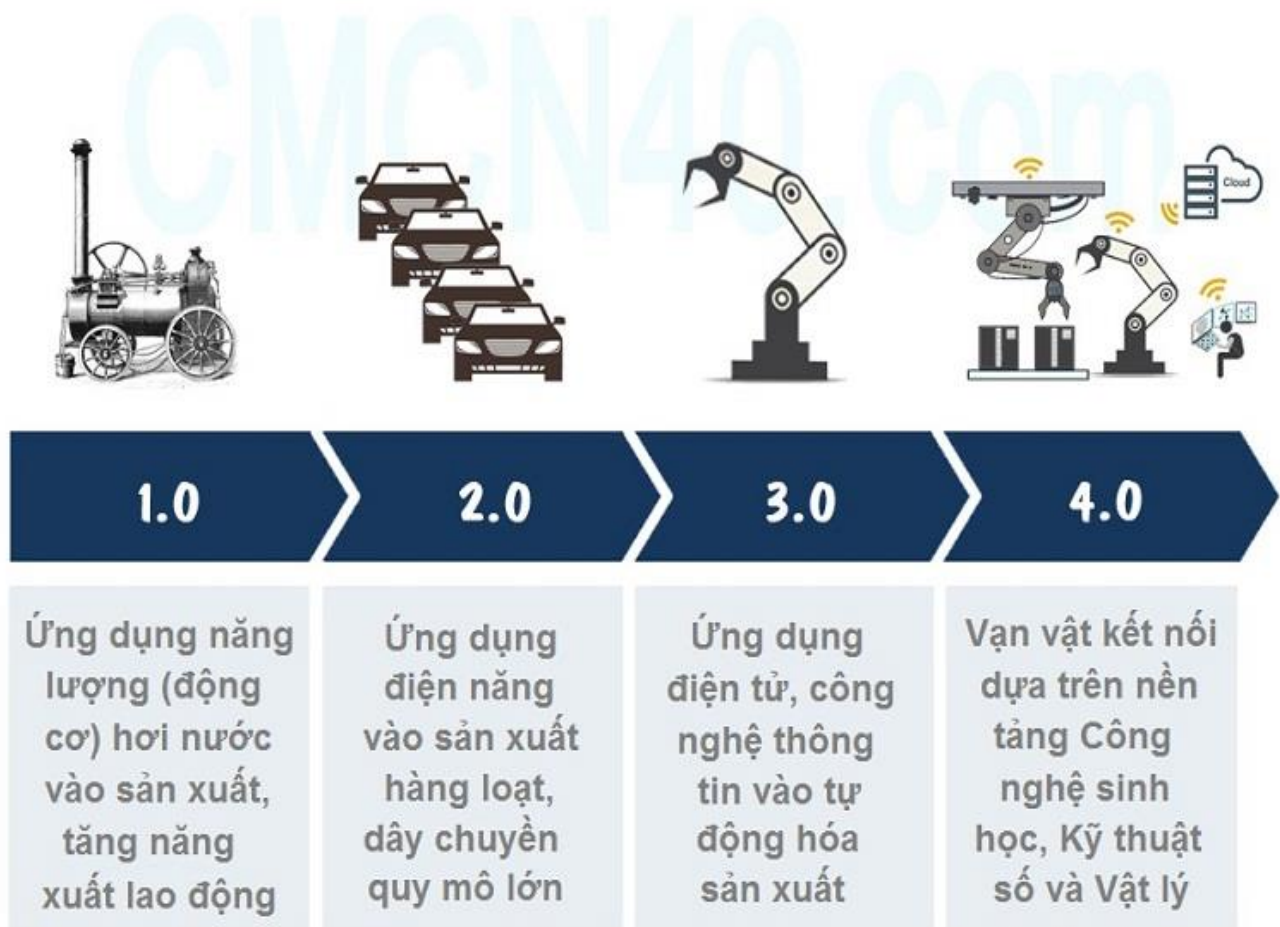 CMCN40.com
Cloud
1.0
2.0
3.0
4.0
Ứng dụng năng
lượng (động
cơ) hơi nước
vào sản xuất,
tăng năng
xuất lao động
Ứng dụng
điện năng
vào sản xuất
hàng loạt,
dây chuyền
quy mô lớn
Ứng dụng
điện tử, công
nghệ thông
tin vào tự
động hóa
sản xuất
Vạn vật kết nối
dựa trên nền
tảng Công
nghệ sinh
học, Kỹ thuật
số và Vật lý